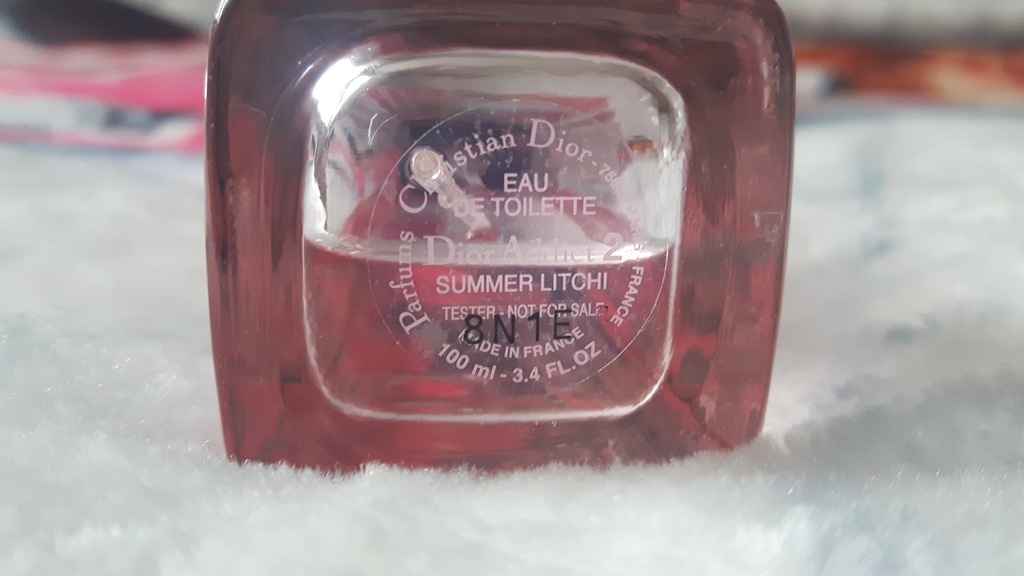 Parfums Christian Dior - FRANCE
EAU
DE TOILETTE
Dior Addict 2
SUMMER LITCHI
TESTER - NOT FOR SALE
8N1E
MADE IN FRANCE
100 ml - 3.4 FL.OZ